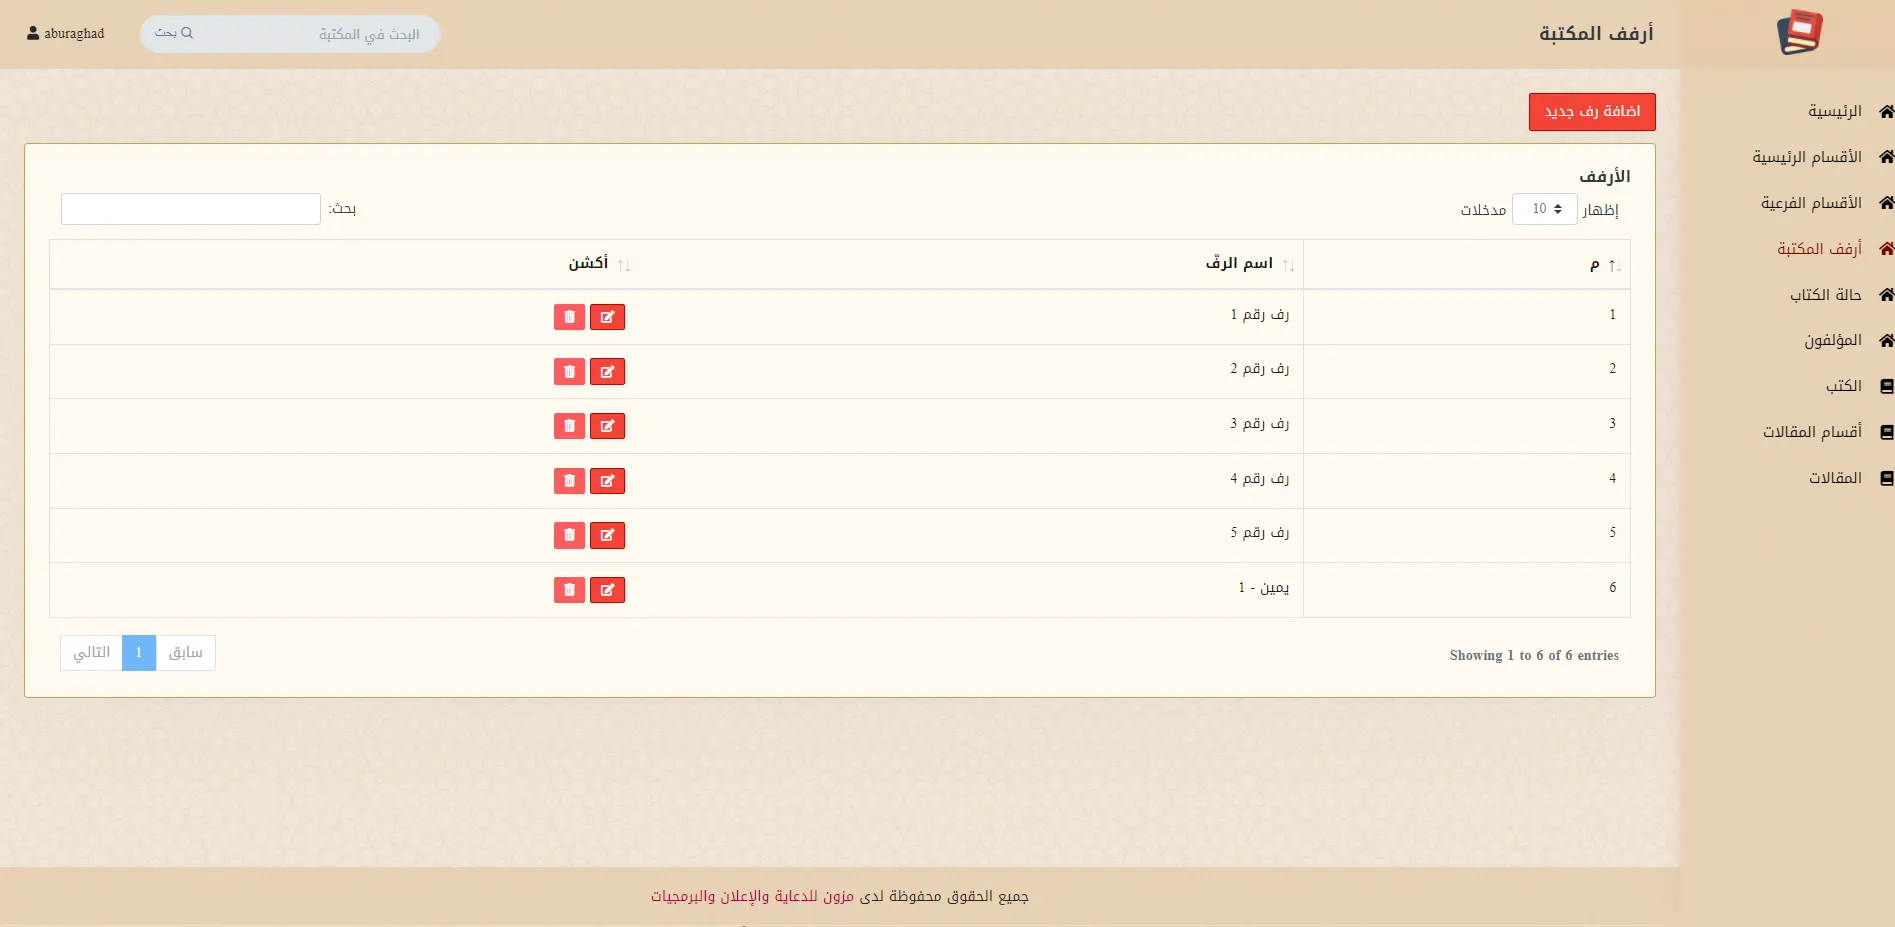 أرفف المكتبة
البحث في المكتبة
بحث
aburaghad
الرئيسية
الأقسام الرئيسية
الأقسام الفرعية
أرفف المكتبة
حالة الكتاب
المؤلفون
الكتب
أقسام المقالات
المقالات
اضافة رف جديد
الأرفف
إظهار 10 مدخلات
بحث:
م اسم الرفّ أكشن
1 رف رقم 1
2 رف رقم 2
3 رف رقم 3
4 رف رقم 4
5 رف رقم 5
6 يمين - 1
Showing 1 to 6 of 6 entries
سابق 1 التالي
جميع الحقوق محفوظة لدى مزون للدعاية والإعلان والبرمجيات